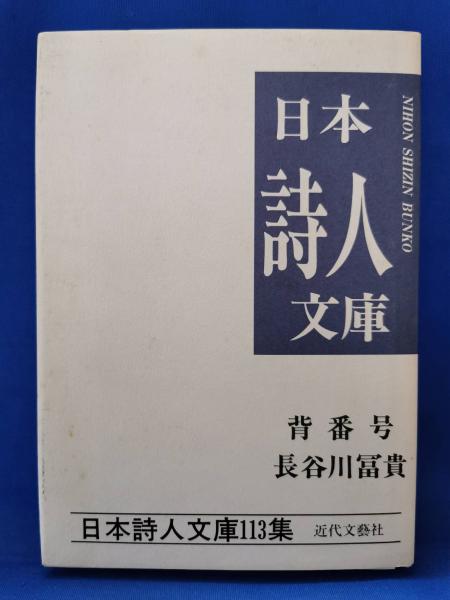 日本
詩人
文庫
NIHON SHIZIN BUNKO
背番号
長谷川冨貴
日本詩人文庫113集 近代文藝社